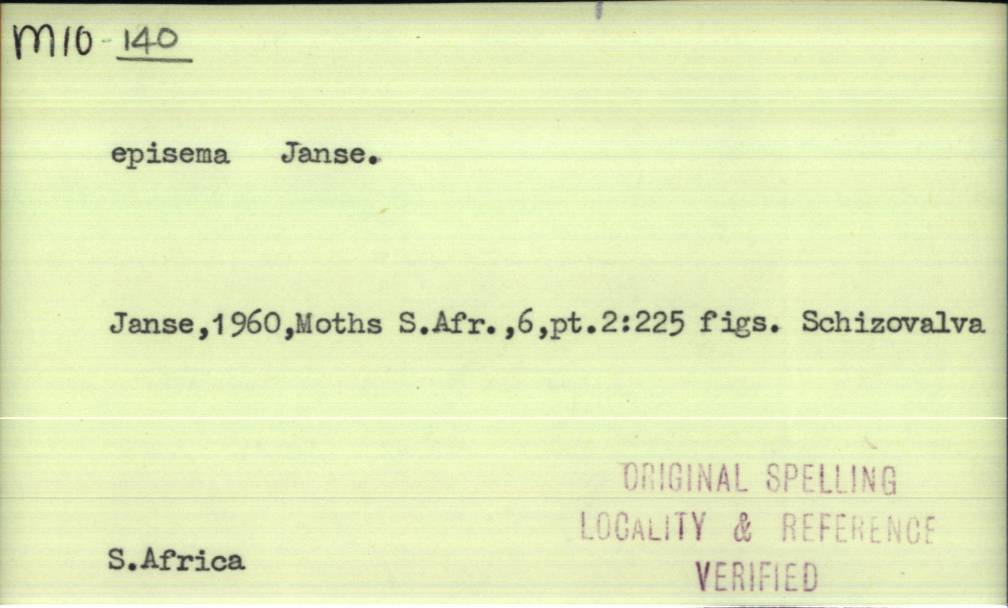 M10-140
episema Janse.
Janse,1960,Moths S.Afr.,6,pt.2:225 figs. Schizovalva
ORIGINAL SPELLING
LOCALITY & REFERENCE
S.Africa
VERIFIED